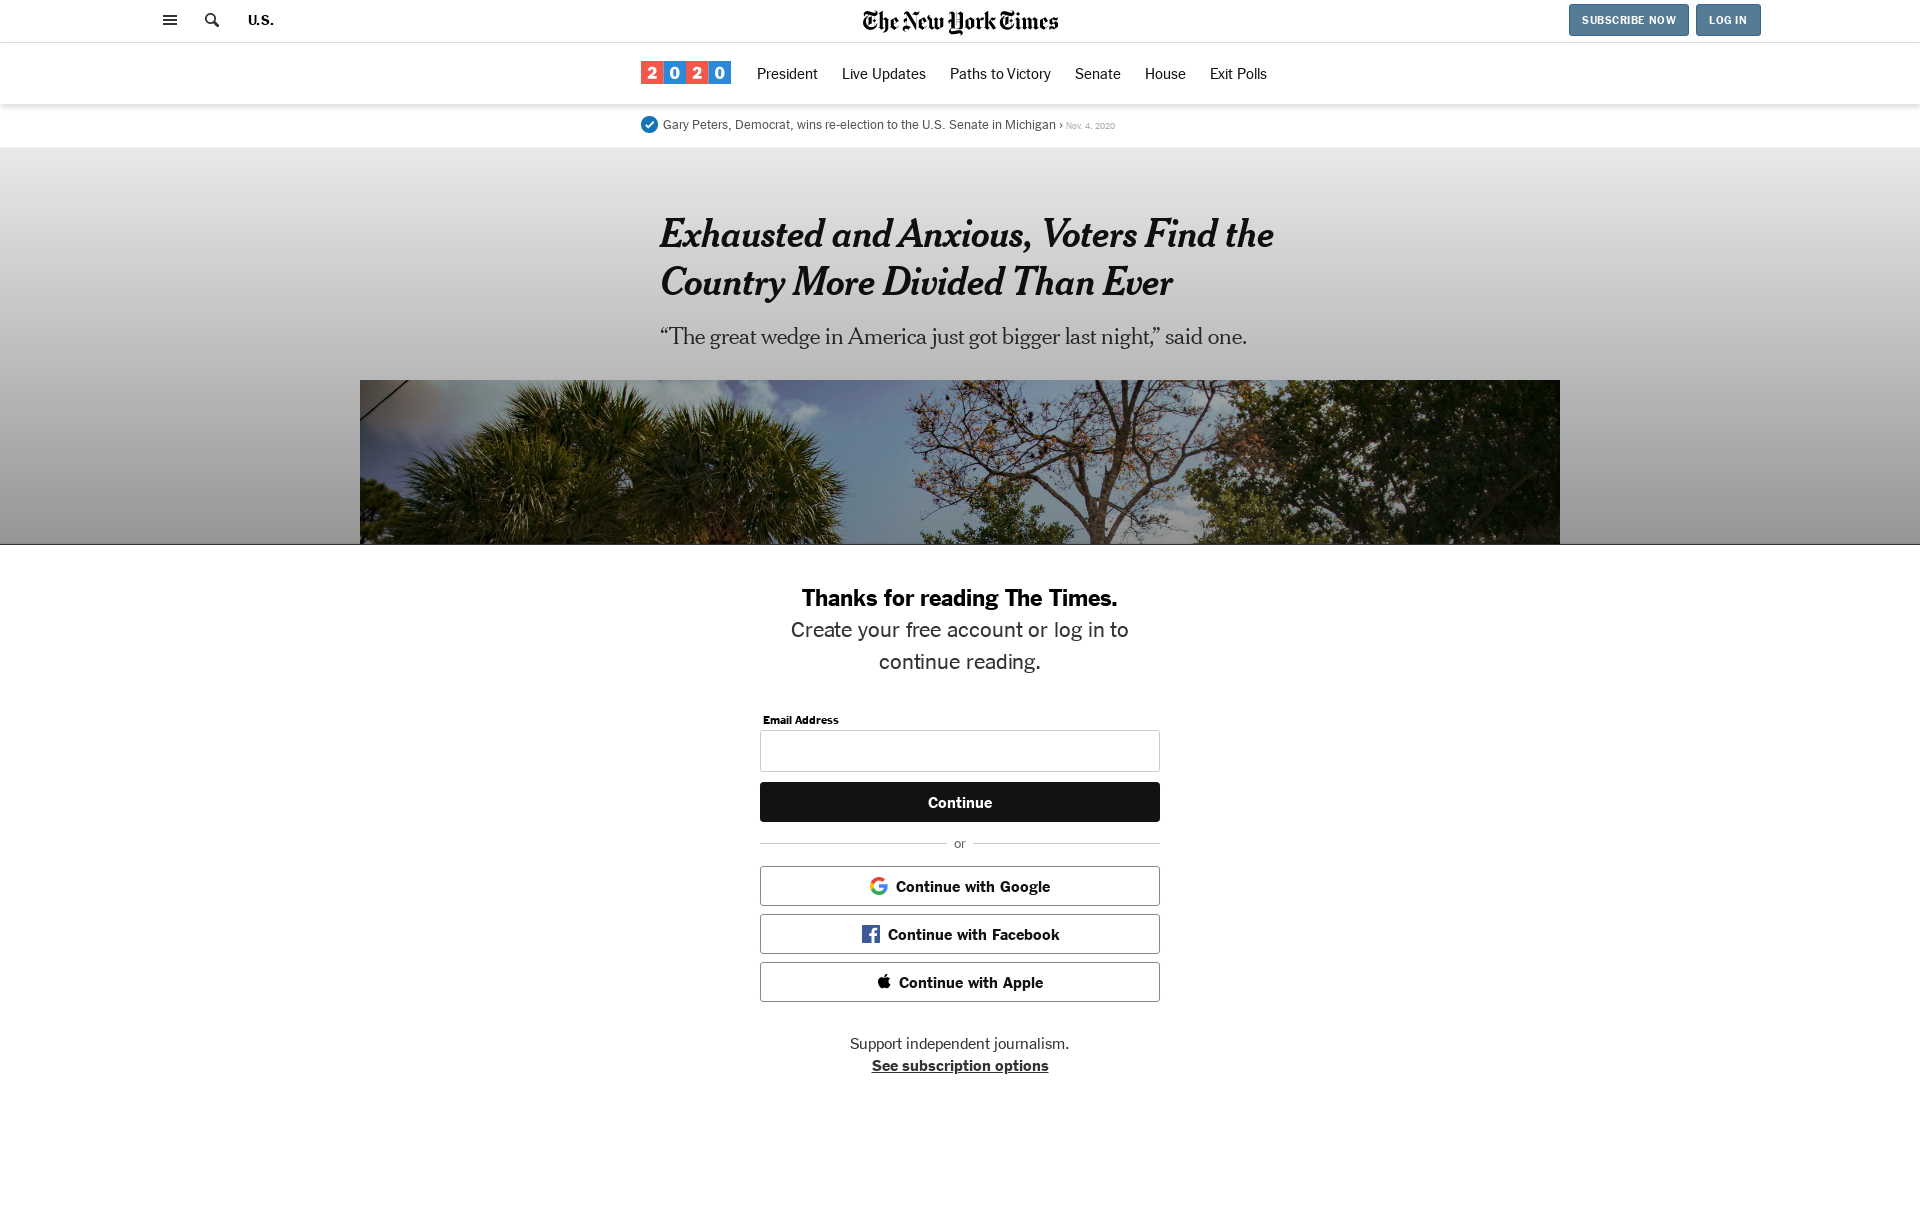 U.S.
The New York Times
SUBSCRIBE NOW
LOG IN
2020
President
Live Updates
Paths to Victory
Senate
House
Exit Polls
Gary Peters, Democrat, wins re-election to the U.S. Senate in Michigan › Nov. 4, 2020
Exhausted and Anxious, Voters Find the
Country More Divided Than Ever
“The great wedge in America just got bigger last night,” said one.
Thanks for reading The Times.
Create your free account or log in to
continue reading.
Email Address
Continue
or
Continue with Google
Continue with Facebook
Continue with Apple
Support independent journalism.
See subscription options